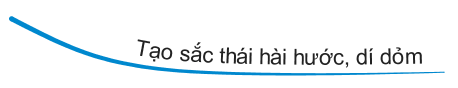 Tạo sắc thái hài hước, dí dỏm